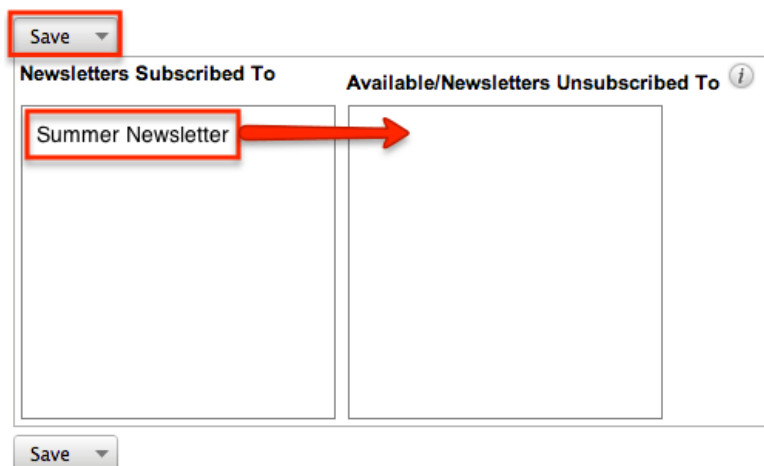 Save
Newsletters Subscribed To
Available/Newsletters Unsubscribed To i
Summer Newsletter
Save